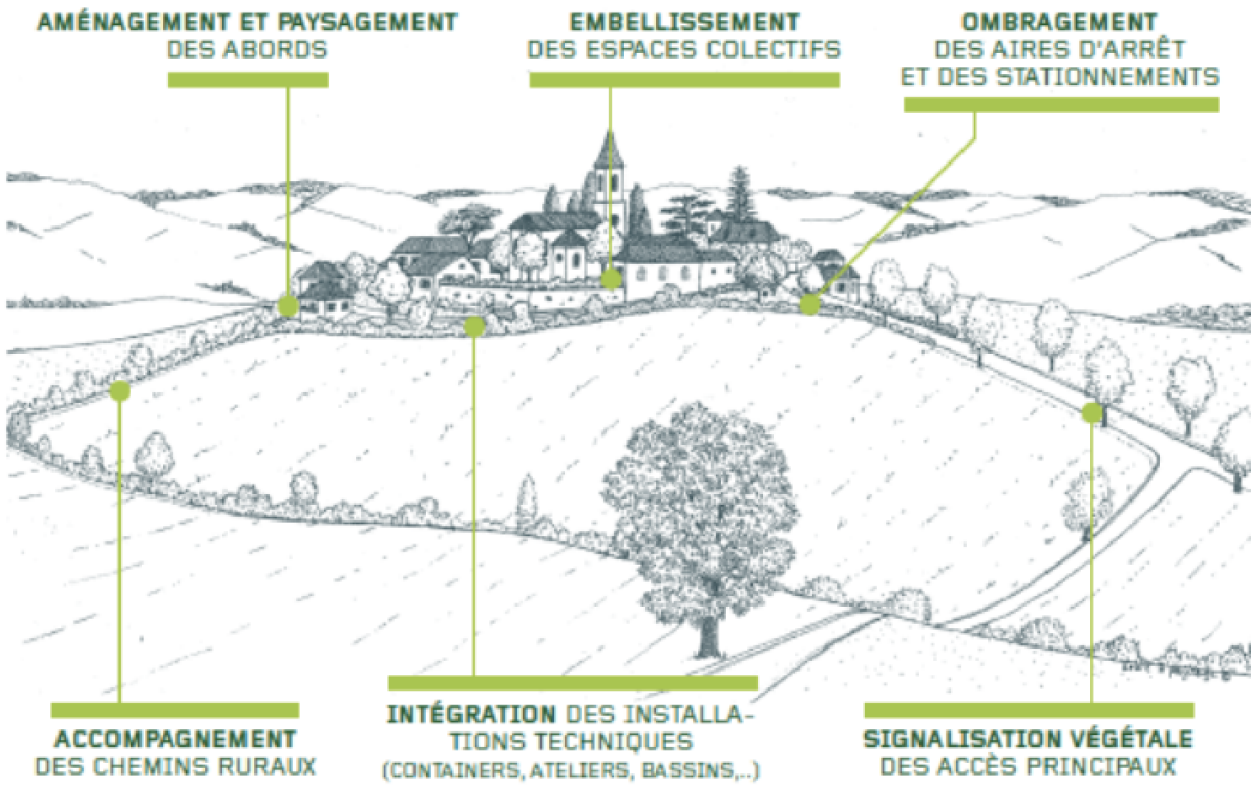 AMÉNAGEMENT ET PAYSAGEMENT
DES ABORDS
EMBELLISSEMENT
DES ESPACES COLECTIFS
OMBRAGEMENT
DES AIRES D'ARRÊT
ET DES STATIONNEMENTS
ACCOMPAGNEMENT
DES CHEMINS RURAUX
INTÉGRATION DES INSTALLA-
TIONS TECHNIQUES
(CONTAINERS, ATELIERS, BASSINS,..)
SIGNALISATION VÉGÉTALE
DES ACCÈS PRINCIPAUX